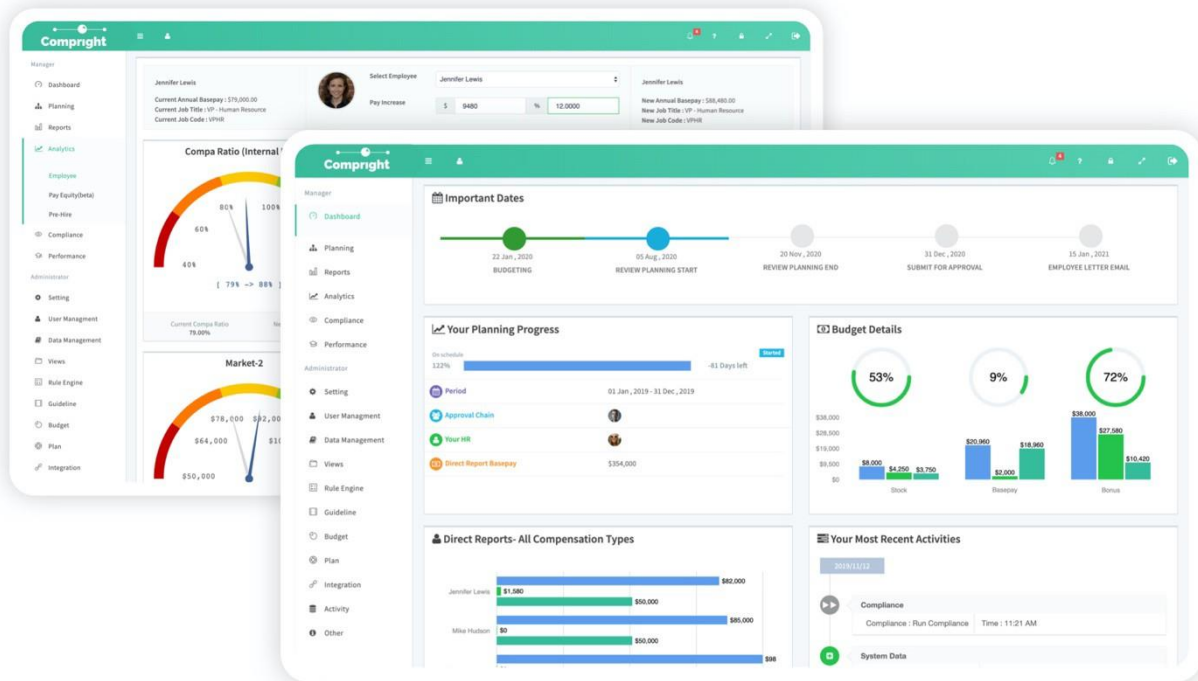 Compright
4
?
Manager
Dashboard
Planning
Reports
Analytics
Employee
Pay Equity(beta)
Pre-Hire
Compliance
Performance
Administrator
Setting
User Managment
Data Management
Views
Rule Engine
Guideline
Budget
Plan
Integration
Jennifer Lewis
Current Annual Basepay : $79,000.00
Current Job Title : VP - Human Resource
Current Job Code : VPHR
Select Employee
Jennifer Lewis
Pay Increase
$ 9480 % 12.0000
Jennifer Lewis
New Annual Basepay : $88,480.00
New Job Title : VP - Human Resource
New Job Code : VPHR
Compa Ratio (Internal
80% 100%
60%
40%
[ 79% -> 88% ]
Current Compa Ratio
79.00%
Market-2
$78,000 $92,00
$64,000
$50,000
Compright
4
?
Manager
Dashboard
Planning
Reports
Analytics
Compliance
Performance
Administrator
Setting
User Managment
Data Management
Views
Rule Engine
Guideline
Budget
Plan
Integration
Activity
Other
Important Dates
22 Jan , 2020
BUDGETING
05 Aug , 2020
REVIEW PLANNING START
20 Nov , 2020
REVIEW PLANNING END
31 Dec , 2020
SUBMIT FOR APPROVAL
15 Jan , 2021
EMPLOYEE LETTER EMAIL
Your Planning Progress
On schedule
Started
122%
-81 Days left
Period 01 Jan , 2019 - 31 Dec , 2019
Approval Chain
Your HR
Direct Report Basepay $354,000
Budget Details
53% 9% 72%
$38,000
$28,500
$19,000
$9,500
$0
$8,000 $4,250 $3,750
$20,960 $2,000 $18,960
$38,000 $27,580 $10,420
Stock Basepay Bonus
Direct Reports- All Compensation Types
$82,000
Jennifer Lewis $1,580
$50,000
$85,000
Mike Hudson $0
$50,000
$98
Your Most Recent Activities
2019/11/12
Compliance
Compliance : Run Compliance Time : 11:21 AM
System Data